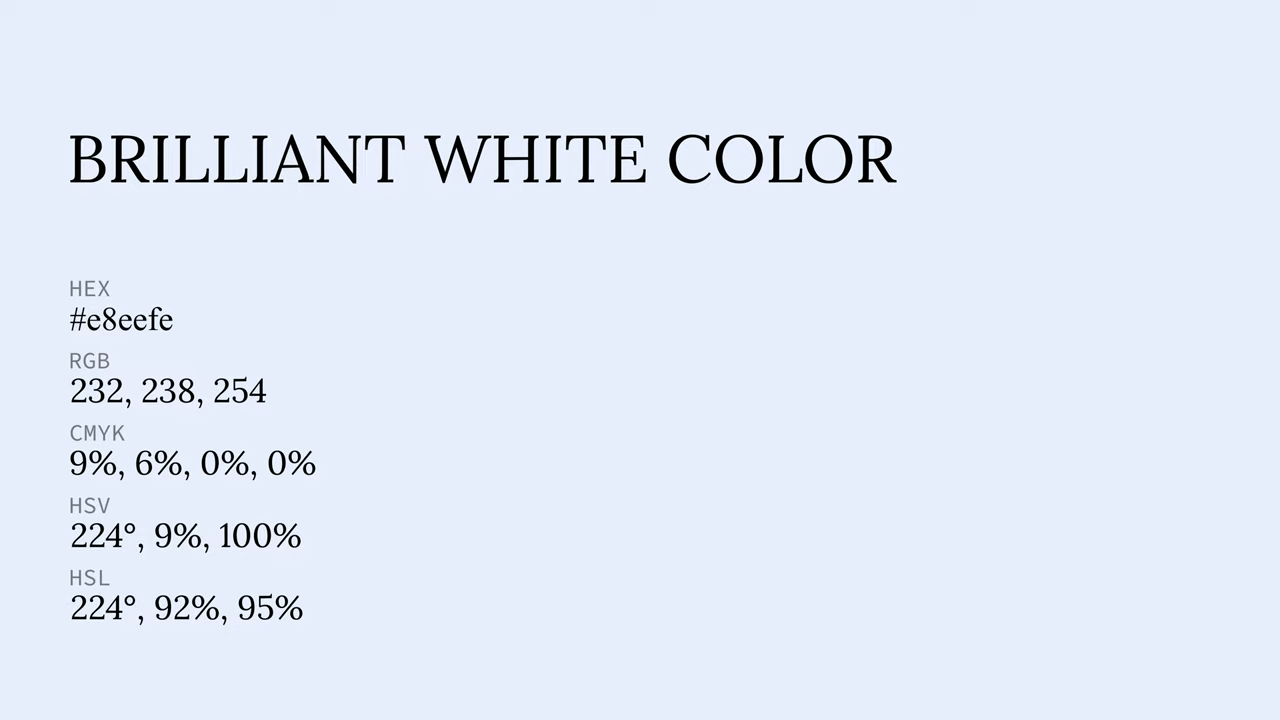 BRILLIANT WHITE COLOR
HEX
#e8eefe
RGB
232, 238, 254
CMYK
9%, 6%, 0%, 0%
HSV
224°, 9%, 100%
HSL
224°, 92%, 95%